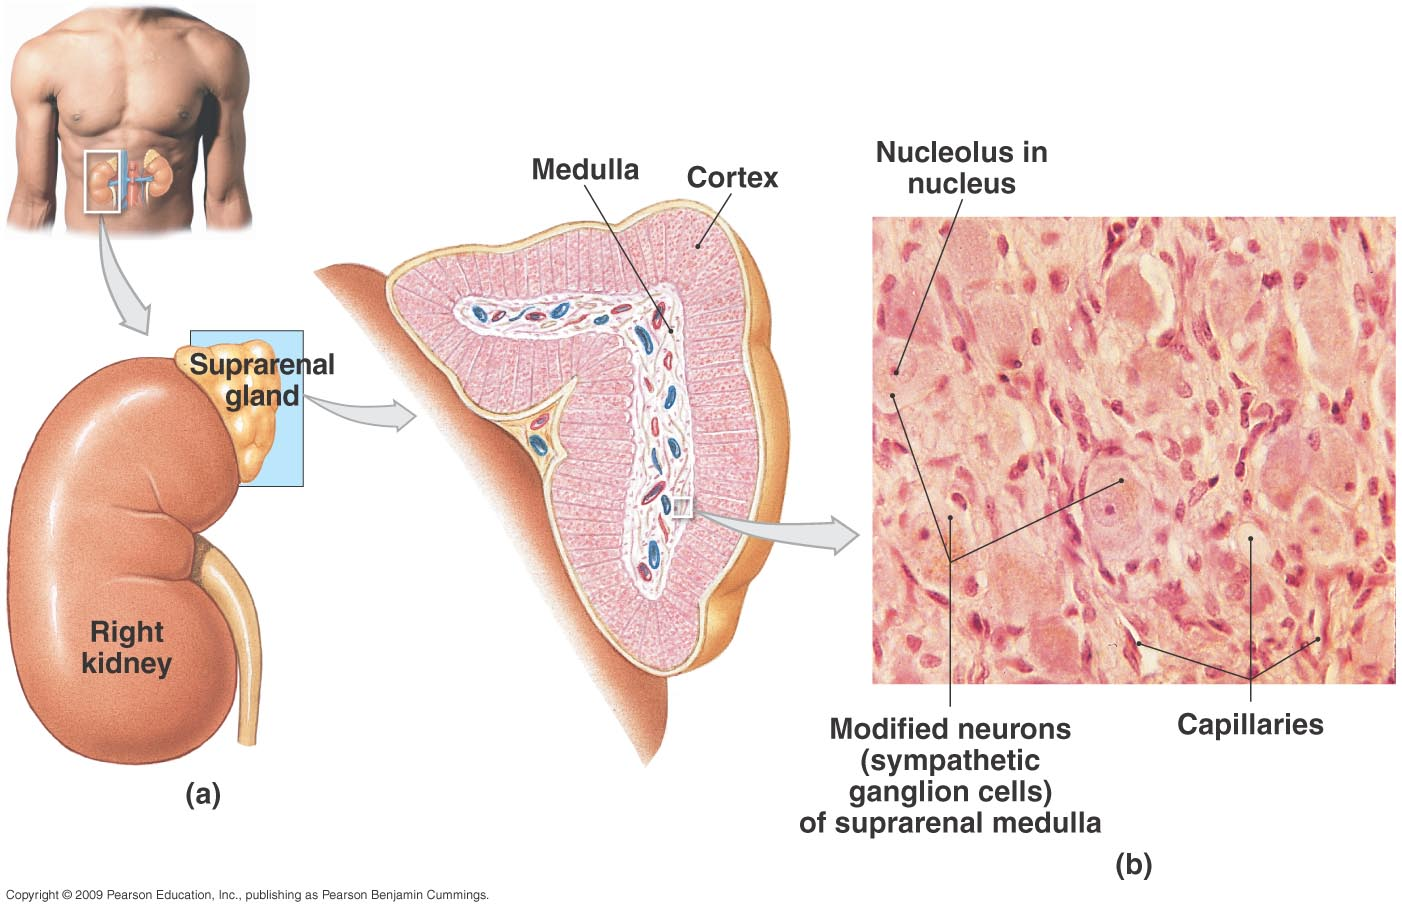 Medulla
Cortex
Nucleolus in
nucleus
Suprarenal
gland
Right
kidney
(a)
Modified neurons
(sympathetic
ganglion cells)
of suprarenal medulla
Capillaries
(b)
Copyright © 2009 Pearson Education, Inc., publishing as Pearson Benjamin Cummings.